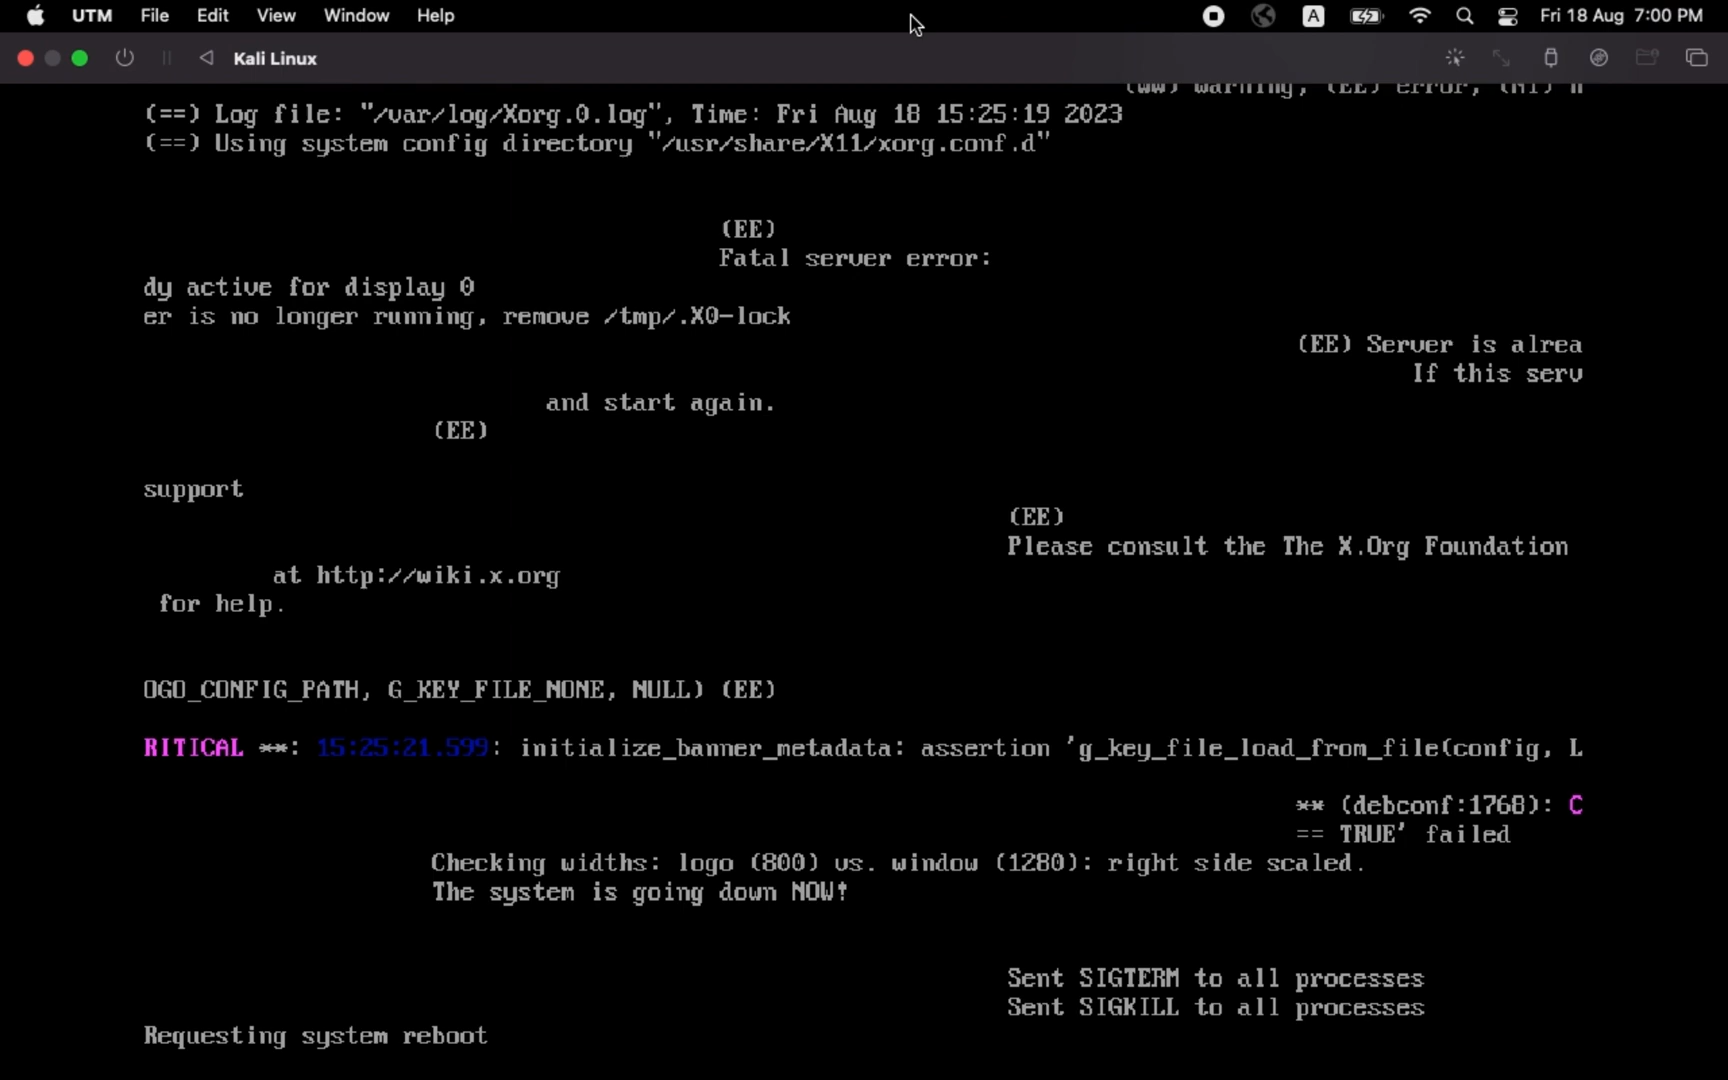 UTM File Edit View Window Help A Fri 18 Aug 7:00 PM
Kali Linux
(WW) warning, (EE) error, (NI) n
(==) Log file: "/var/log/Xorg.0.log", Time: Fri Aug 18 15:25:19 2023
(==) Using system config directory "/usr/share/X11/xorg.conf.d"
(EE)
Fatal server error:
dy active for display 0
er is no longer running, remove /tmp/.X0-lock
(EE) Server is alrea
If this serv
and start again.
(EE)
support
(EE)
Please consult the The X.Org Foundation
at http://wiki.x.org
for help.
OGO_CONFIG_PATH, G_KEY_FILE_NONE, NULL) (EE)
RITICAL **: 15:25:21.599: initialize_banner_metadata: assertion 'g_key_file_load_from_file(config, L
** (debconf:1768): C
== TRUE' failed
Checking widths: logo (800) vs. window (1280): right side scaled.
The system is going down NOW!
Sent SIGTERM to all processes
Sent SIGKILL to all processes
Requesting system reboot